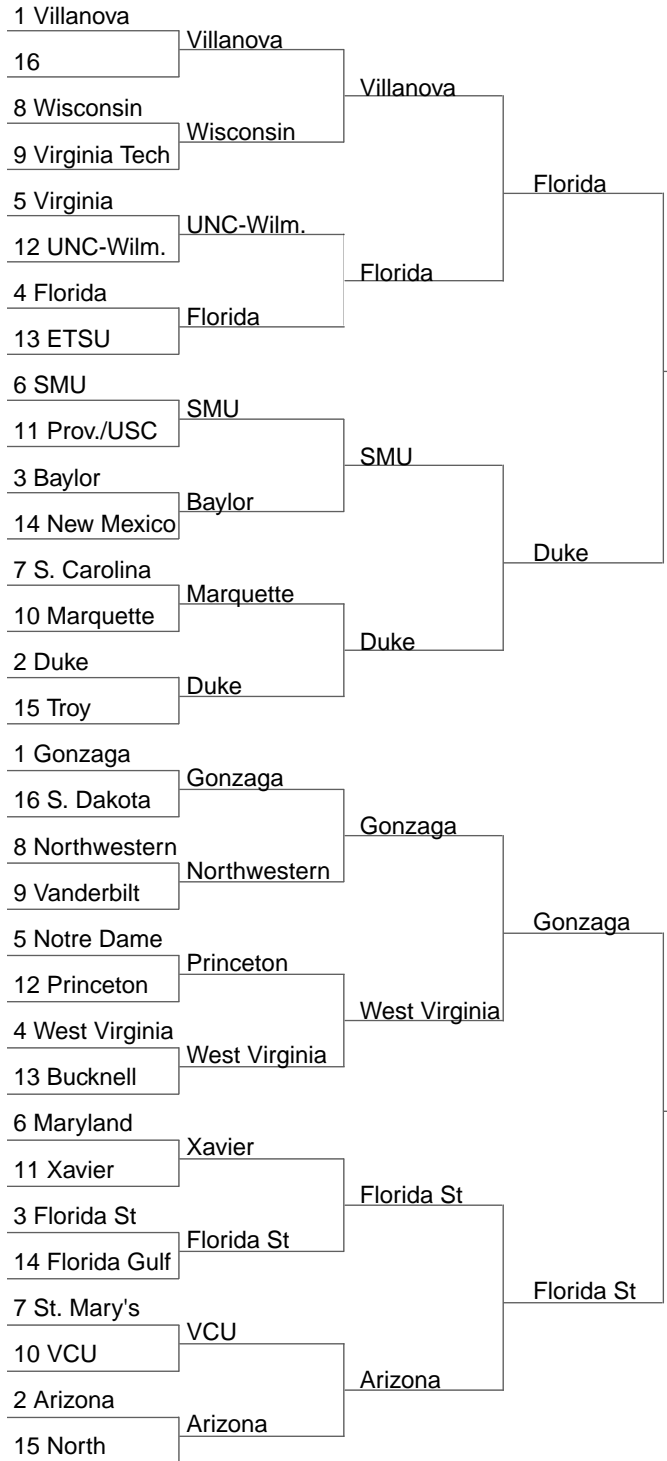 1 Villanova
Villanova
16
Villanova
8 Wisconsin
Wisconsin
9 Virginia Tech
Florida
5 Virginia
UNC-Wilm.
12 UNC-Wilm.
Florida
4 Florida
Florida
13 ETSU
6 SMU
SMU
11 Prov./USC
SMU
3 Baylor
Baylor
14 New Mexico
Duke
7 S. Carolina
Marquette
10 Marquette
Duke
2 Duke
Duke
15 Troy
1 Gonzaga
Gonzaga
16 S. Dakota
Gonzaga
8 Northwestern
Northwestern
9 Vanderbilt
Gonzaga
5 Notre Dame
Princeton
12 Princeton
West Virginia
4 West Virginia
West Virginia
13 Bucknell
6 Maryland
Xavier
11 Xavier
Florida St
3 Florida St
Florida St
14 Florida Gulf
Florida St
7 St. Mary's
VCU
10 VCU
Arizona
2 Arizona
Arizona
15 North